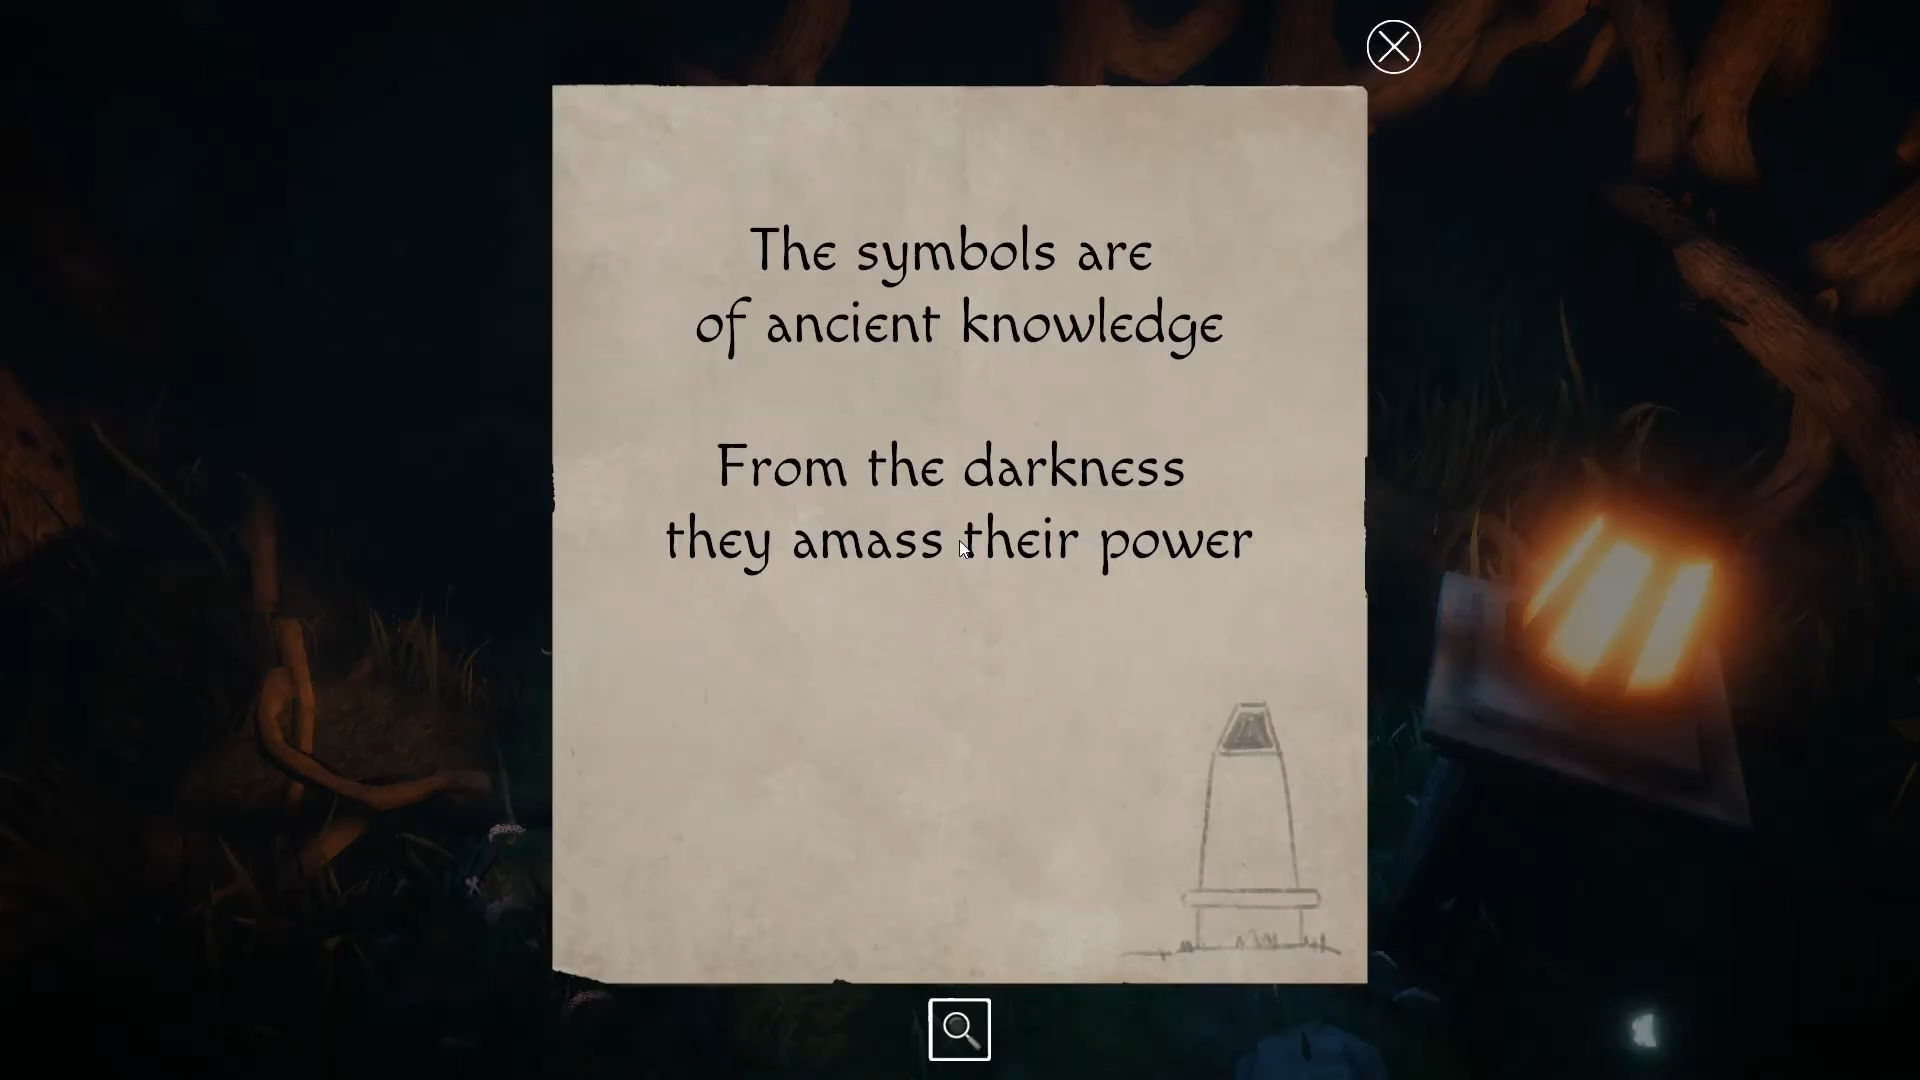 The symbols are
of ancient knowledge
From the darkness
they amass their power